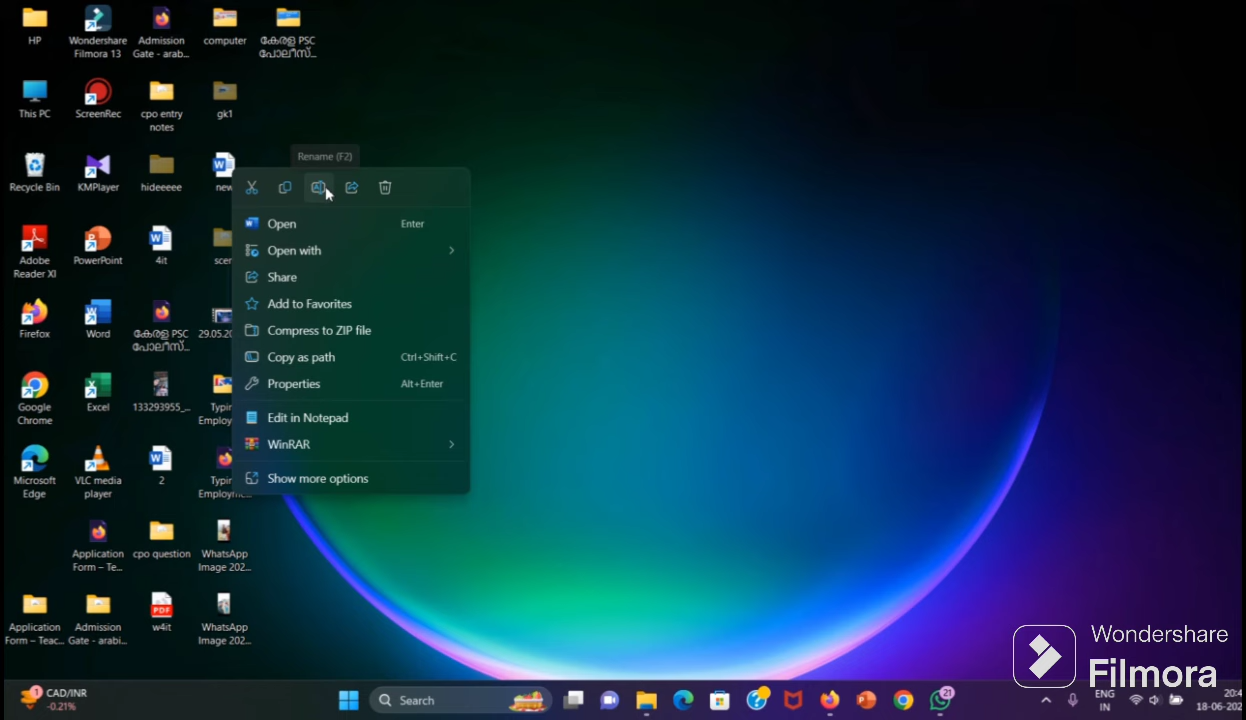 HP
Wondershare
Filmora 13
Admission
Gate - arab...
computer
കേരള PSC
പോലീസ്...
This PC
ScreenRec
cpo entry
notes
gk1
Recycle Bin
KMPlayer
hideeeee
new
Rename (F2)
Adobe
Reader XI
PowerPoint
4it
Open
Enter
Open with
Share
Add to Favorites
Compress to ZIP file
Copy as path
Ctrl+Shift+C
Properties
Alt+Enter
Edit in Notepad
WinRAR
Show more options
Firefox
Word
കേരള PSC
പോലീസ്...
29.05.20
Google
Chrome
Excel
133293955_...
Typin
Employ
Microsoft
Edge
VLC media
player
2
Typin
Employme...
Application
Form – Te...
cpo question
WhatsApp
Image 202...
Application
Form – Teac...
Admission
Gate - arabi...
w4it
WhatsApp
Image 202...
Wondershare
Filmora
1
CAD/INR
-0.21%
Search
21
ENG
IN
20:4
18-06-202